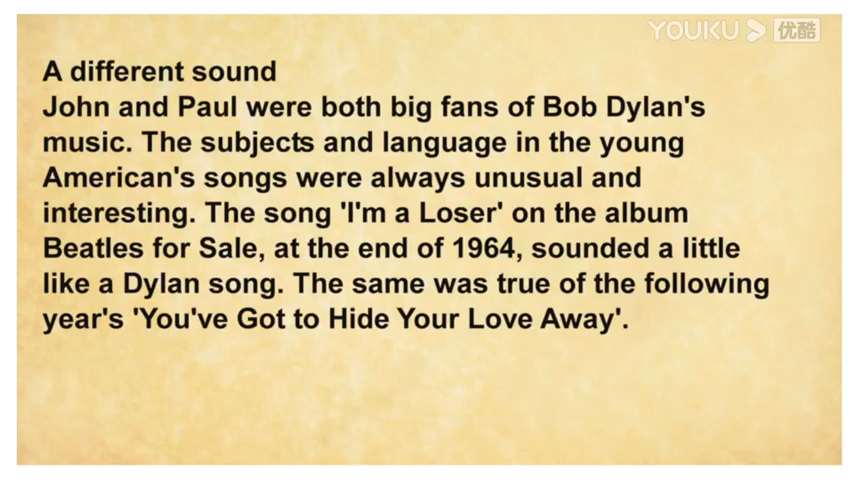 YOUKU 优酷
A different sound
John and Paul were both big fans of Bob Dylan's
music. The subjects and language in the young
American's songs were always unusual and
interesting. The song 'I'm a Loser' on the album
Beatles for Sale, at the end of 1964, sounded a little
like a Dylan song. The same was true of the following
year's 'You've Got to Hide Your Love Away'.